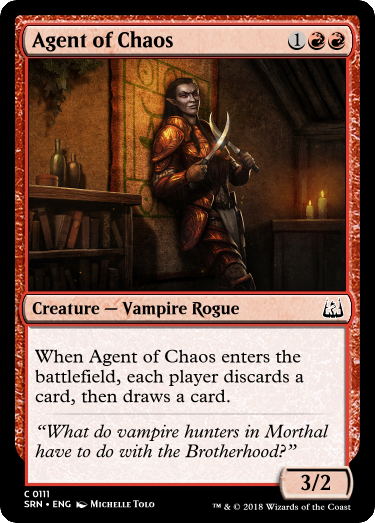 Agent of Chaos 1
Creature — Vampire Rogue
When Agent of Chaos enters the
battlefield, each player discards a
card, then draws a card.
“What do vampire hunters in Morthal
have to do with the Brotherhood?”
3/2
C 0111
SRN • ENG Michelle Tolo
™ & © 2018 Wizards of the Coast